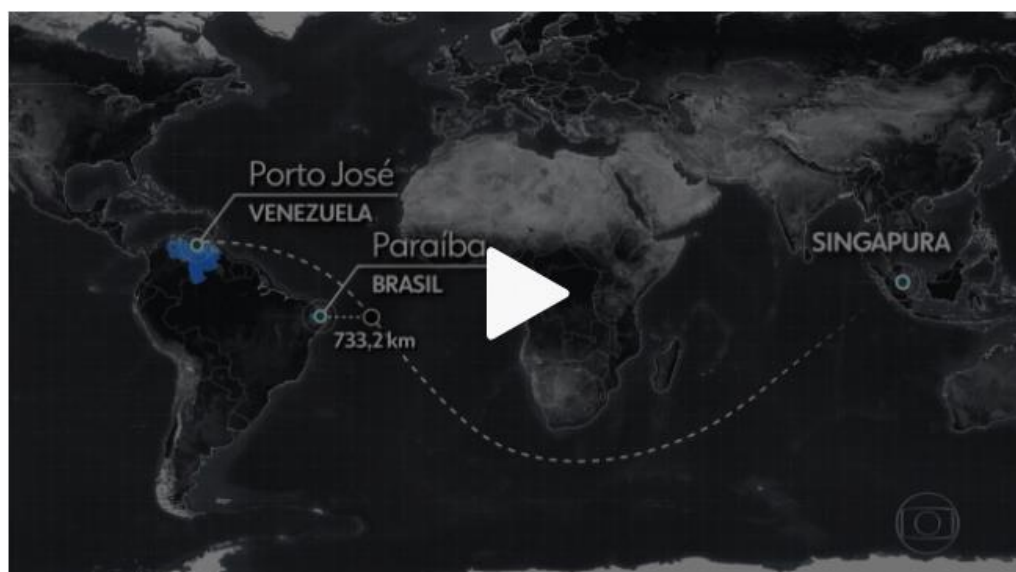 Porto José
VENEZUELA
Paraíba
BRASIL
733,2 km
SINGAPURA